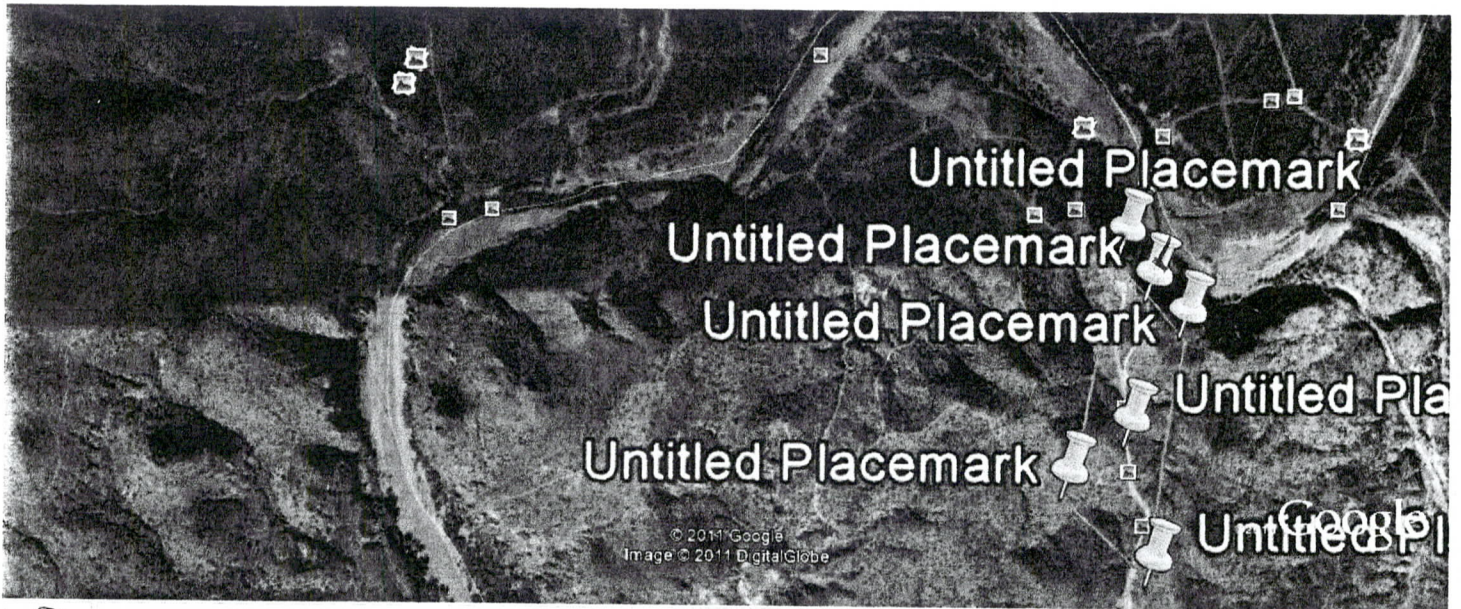 Untitled Placemark
Untitled Placemark
Untitled Placemark
Untitled Pla
Untitled Placemark
Google
Untitled Pl
© 2011 Google
Image © 2011 DigitalGlobe